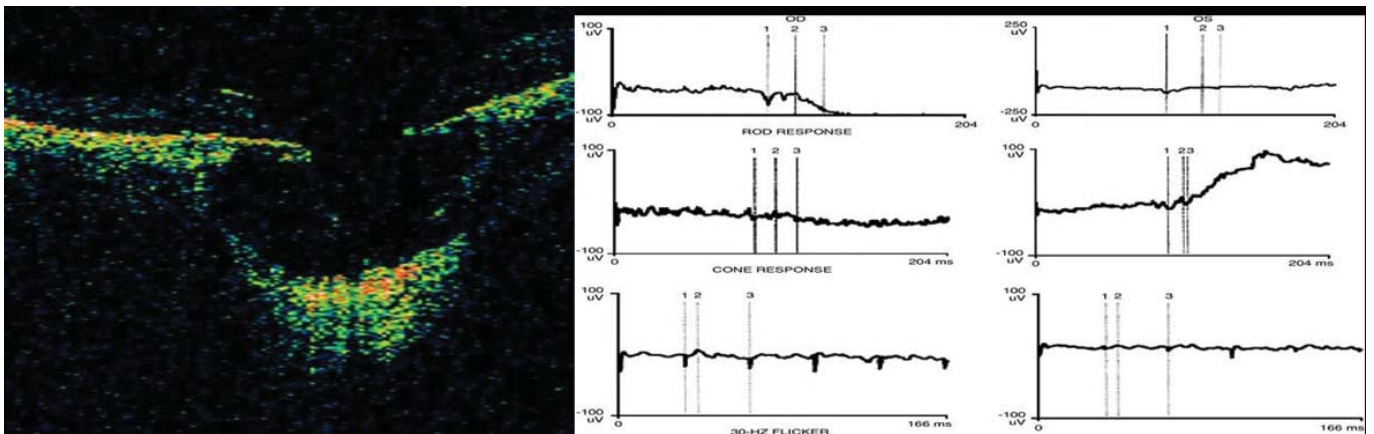 OD
OS
100
uV
1 2 3
-100
uV
0
204
ROD RESPONSE
250
uV
1 2 3
-250
uV
0
204
100
uV
1 2 3
-100
uV
0
204 ms
CONE RESPONSE
100
uV
1 23
-100
uV
0
204 ms
100
uV
1 2 3
-100
uV
0
166 ms
30-HZ FLICKER
100
uV
1 2 3
-100
uV
0
166 ms